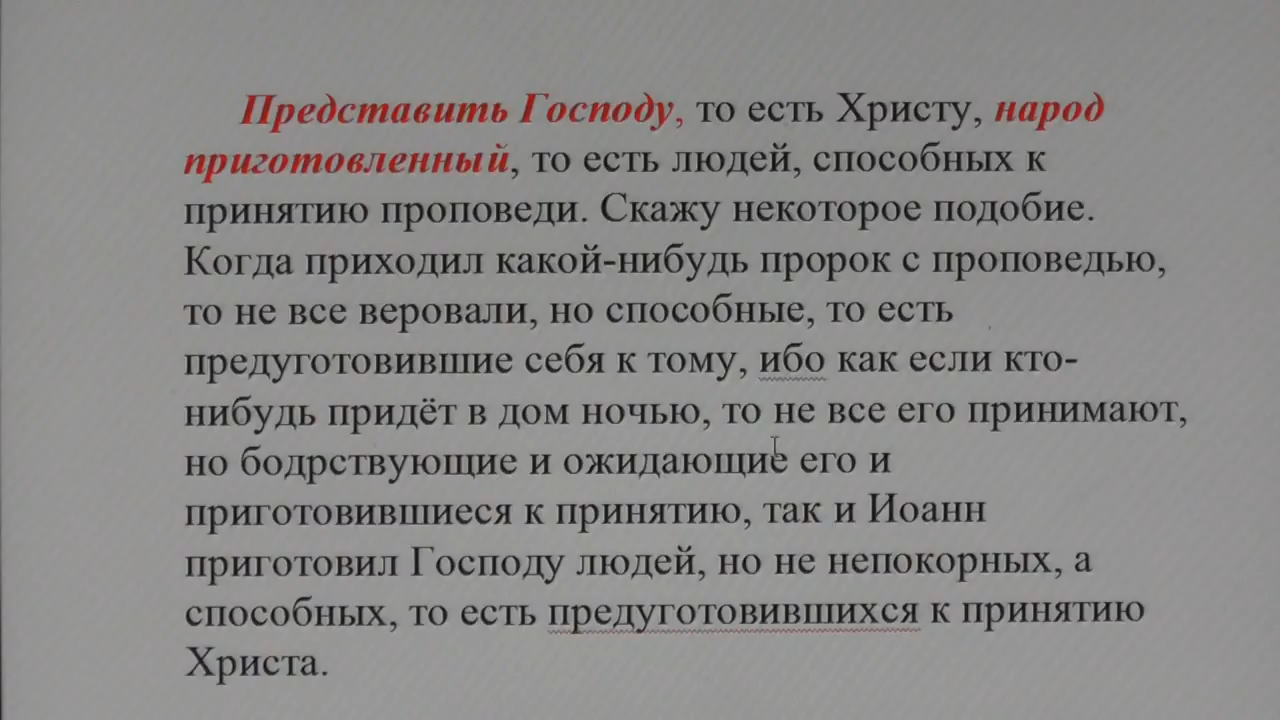 Представить Господу, то есть Христу, народ
приготовленный, то есть людей, способных к
принятию проповеди. Скажу некоторое подобие.
Когда приходил какой-нибудь пророк с проповедью,
то не все веровали, но способные, то есть
предуготовившие себя к тому, ибо как если кто-
нибудь придёт в дом ночью, то не все его принимают,
но бодрствующие и ожидающие его и
приготовившиеся к принятию, так и Иоанн
приготовил Господу людей, но не непокорных, а
способных, то есть предуготовившихся к принятию
Христа.